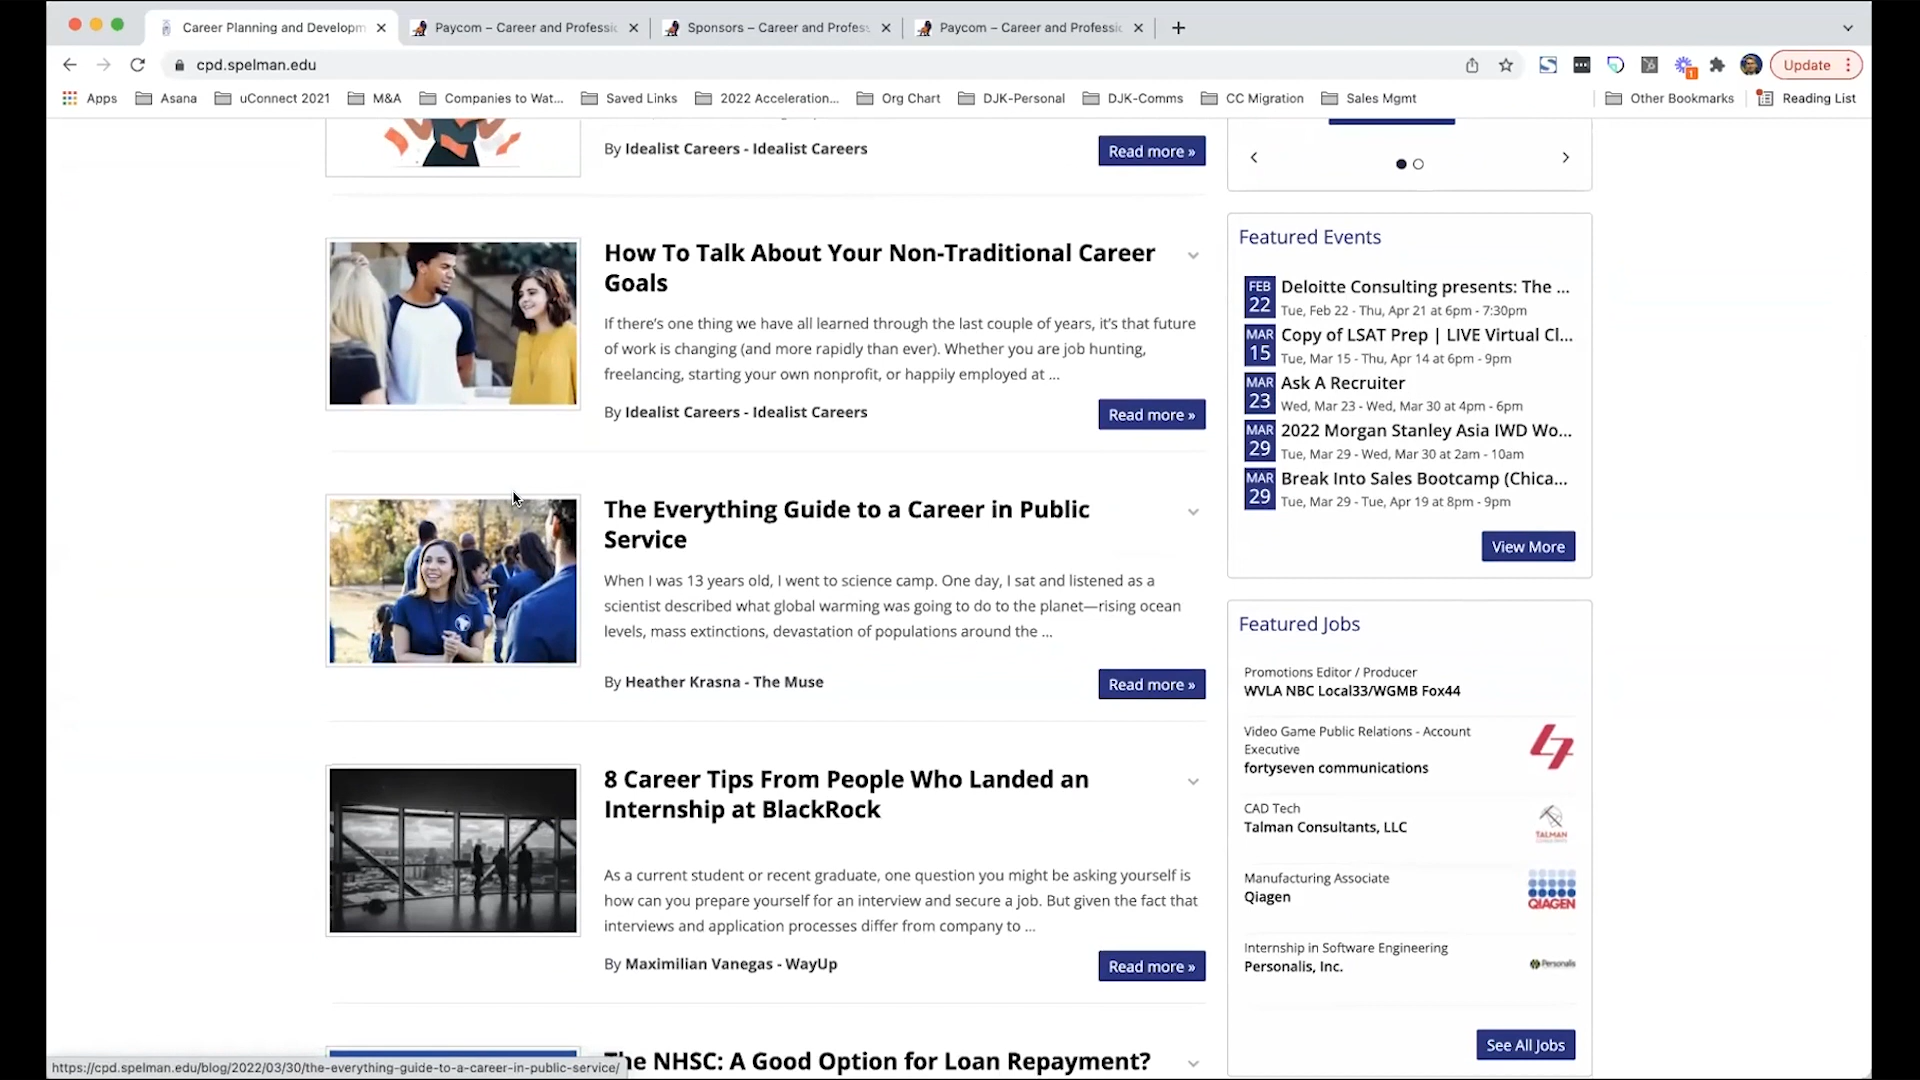 Career Planning and Developm
Paycom – Career and Professic
Sponsors – Career and Profess
Paycom – Career and Professic
cpd.spelman.edu
Update
Apps
Asana
uConnect 2021
M&A
Companies to Wat...
Saved Links
2022 Acceleration...
Org Chart
DJK-Personal
DJK-Comms
CC Migration
Sales Mgmt
Other Bookmarks
Reading List
By Idealist Careers - Idealist Careers
Read more »
How To Talk About Your Non-Traditional Career
Goals
If there's one thing we have all learned through the last couple of years, it's that future
of work is changing (and more rapidly than ever). Whether you are job hunting,
freelancing, starting your own nonprofit, or happily employed at ...
By Idealist Careers - Idealist Careers
Read more »
The Everything Guide to a Career in Public
Service
When I was 13 years old, I went to science camp. One day, I sat and listened as a
scientist described what global warming was going to do to the planet—rising ocean
levels, mass extinctions, devastation of populations around the ...
By Heather Krasna - The Muse
Read more »
8 Career Tips From People Who Landed an
Internship at BlackRock
As a current student or recent graduate, one question you might be asking yourself is
how can you prepare yourself for an interview and secure a job. But given the fact that
interviews and application processes differ from company to ...
By Maximilian Vanegas - WayUp
Read more »
The NHSC: A Good Option for Loan Repayment?
Featured Events
FEB
22
Deloitte Consulting presents: The ...
Tue, Feb 22 - Thu, Apr 21 at 6pm - 7:30pm
MAR
15
Copy of LSAT Prep | LIVE Virtual Cl...
Tue, Mar 15 - Thu, Apr 14 at 6pm - 9pm
MAR
23
Ask A Recruiter
Wed, Mar 23 - Wed, Mar 30 at 4pm - 6pm
MAR
29
2022 Morgan Stanley Asia IWD Wo...
Tue, Mar 29 - Wed, Mar 30 at 2am - 10am
MAR
29
Break Into Sales Bootcamp (Chica...
Tue, Mar 29 - Tue, Apr 19 at 8pm - 9pm
View More
Featured Jobs
Promotions Editor / Producer
WVLA NBC Local33/WGMB Fox44
Video Game Public Relations - Account
Executive
fortyseven communications
47
CAD Tech
Talman Consultants, LLC
TALMAN
Manufacturing Associate
Qiagen
QIAGEN
Internship in Software Engineering
Personalis, Inc.
Personalis
See All Jobs
https://cpd.spelman.edu/blog/2022/03/30/the-everything-guide-to-a-career-in-public-service/